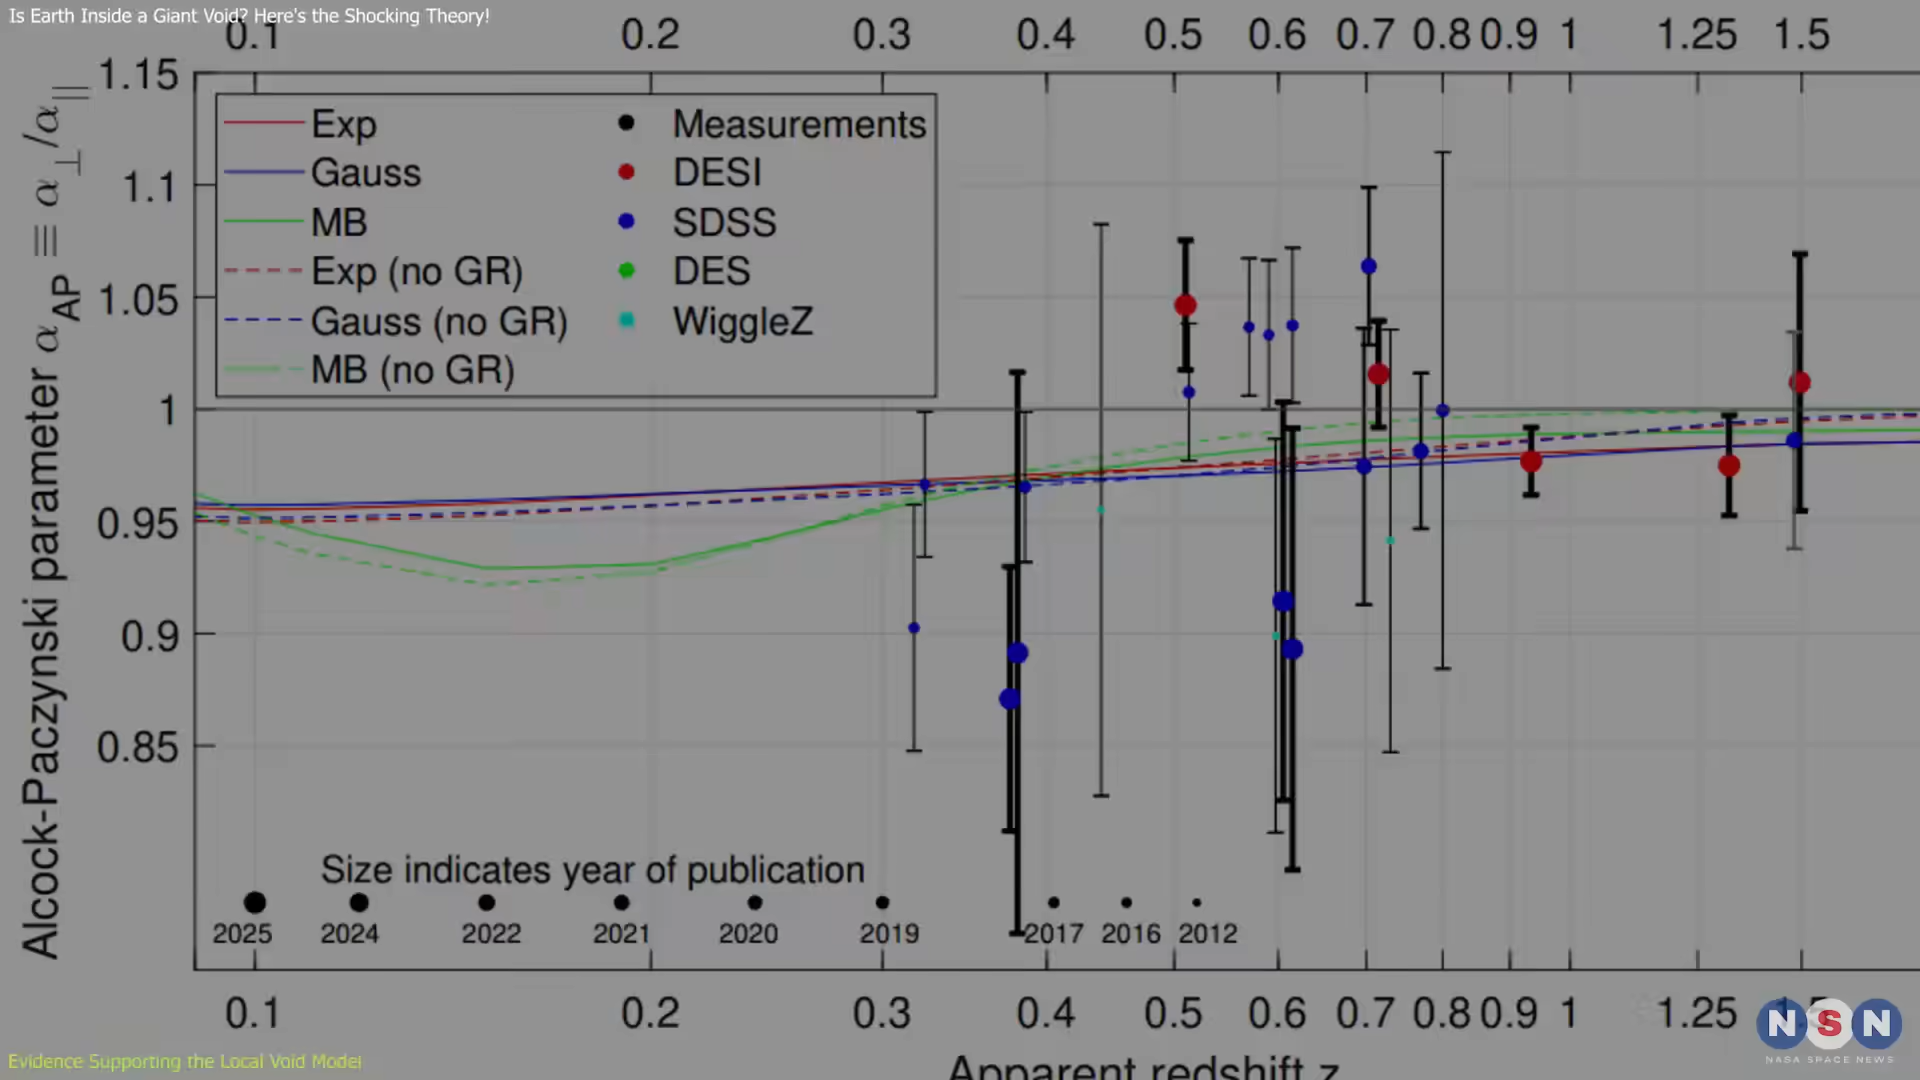 Is Earth Inside a Giant Void? Here's the Shocking Theory!
0.1 0.2 0.3 0.4 0.5 0.6 0.7 0.8 0.9 1 1.25 1.5
Alcock-Paczynski parameter α_AP ≡ α_⊥/α_||
1.15
1.1
1.05
1
0.95
0.9
0.85
Exp
Gauss
MB
Exp (no GR)
Gauss (no GR)
MB (no GR)
Measurements
DESI
SDSS
DES
WiggleZ
Size indicates year of publication
2025 2024 2022 2021 2020 2019 2017 2016 2012
0.1 0.2 0.3 0.4 0.5 0.6 0.7 0.8 0.9 1 1.25 1.5
Apparent redshift z
Evidence Supporting the Local Void Model
NSN
NASA SPACE NEWS